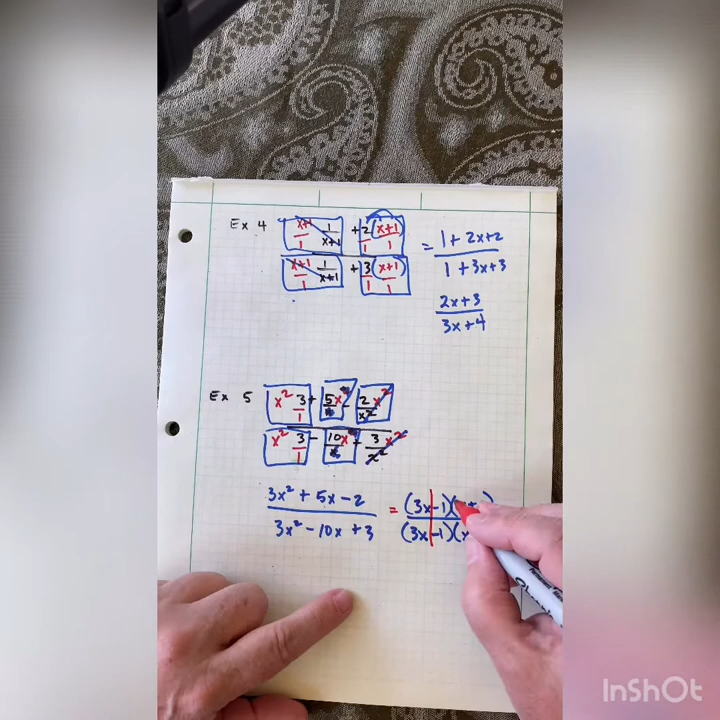 Ex 4
x+1/1 1/x+1 + 2/1 x+1/1
x+1/1 1/x+1 + 3/1 x+1/1
= 1 + 2x+2
1 + 3x+3
2x+3
3x+4
Ex 5
x² 3/1 + 5x - 2/x² x²
x² 3/1 - 10x + 3/x² x²
3x² + 5x - 2
3x² - 10x + 3
= (3x-1)(
(3x-1)(x
InShOt